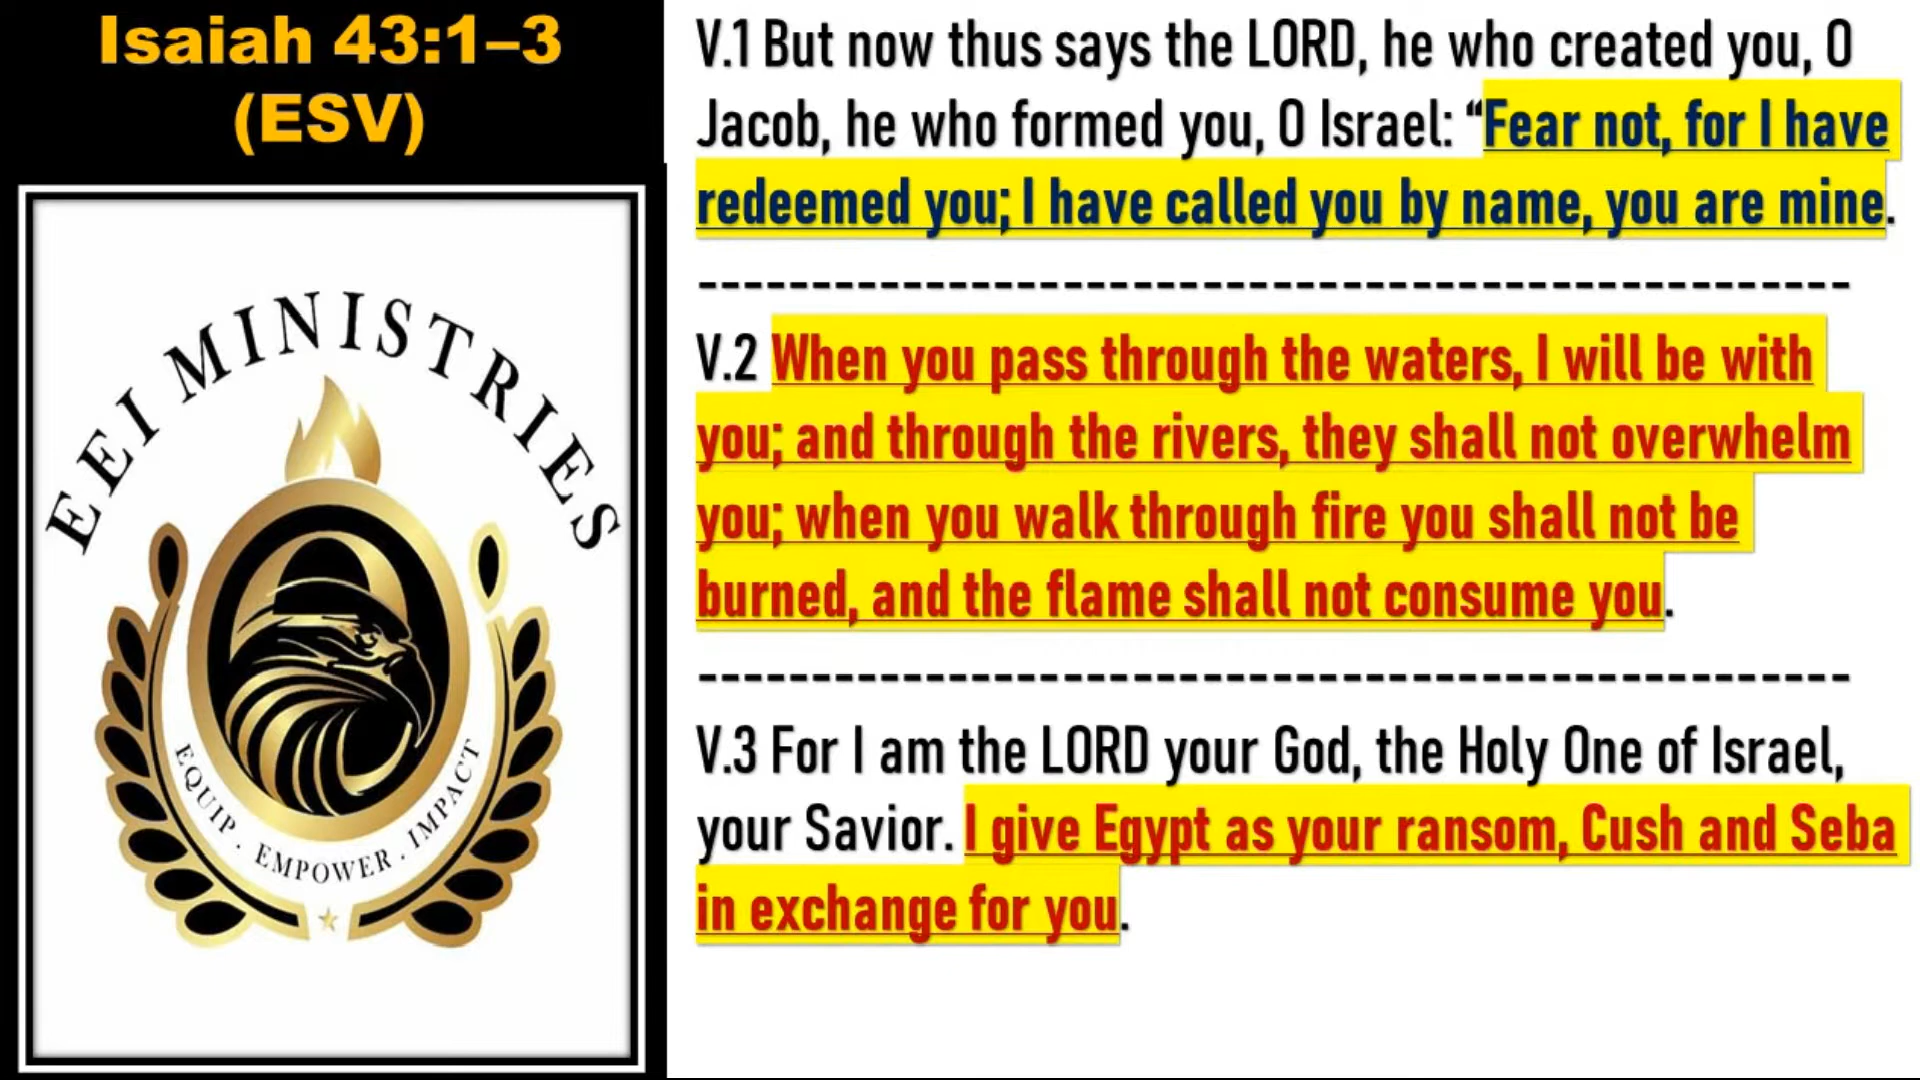 Isaiah 43:1–3
(ESV)
EEI MINISTRIES
EQUIP . EMPOWER . IMPACT
V.1 But now thus says the LORD, he who created you, O
Jacob, he who formed you, O Israel: “Fear not, for I have
redeemed you; I have called you by name, you are mine.
--------------------------------------------------
V.2 When you pass through the waters, I will be with
you; and through the rivers, they shall not overwhelm
you; when you walk through fire you shall not be
burned, and the flame shall not consume you.
--------------------------------------------------
V.3 For I am the LORD your God, the Holy One of Israel,
your Savior. I give Egypt as your ransom, Cush and Seba
in exchange for you.